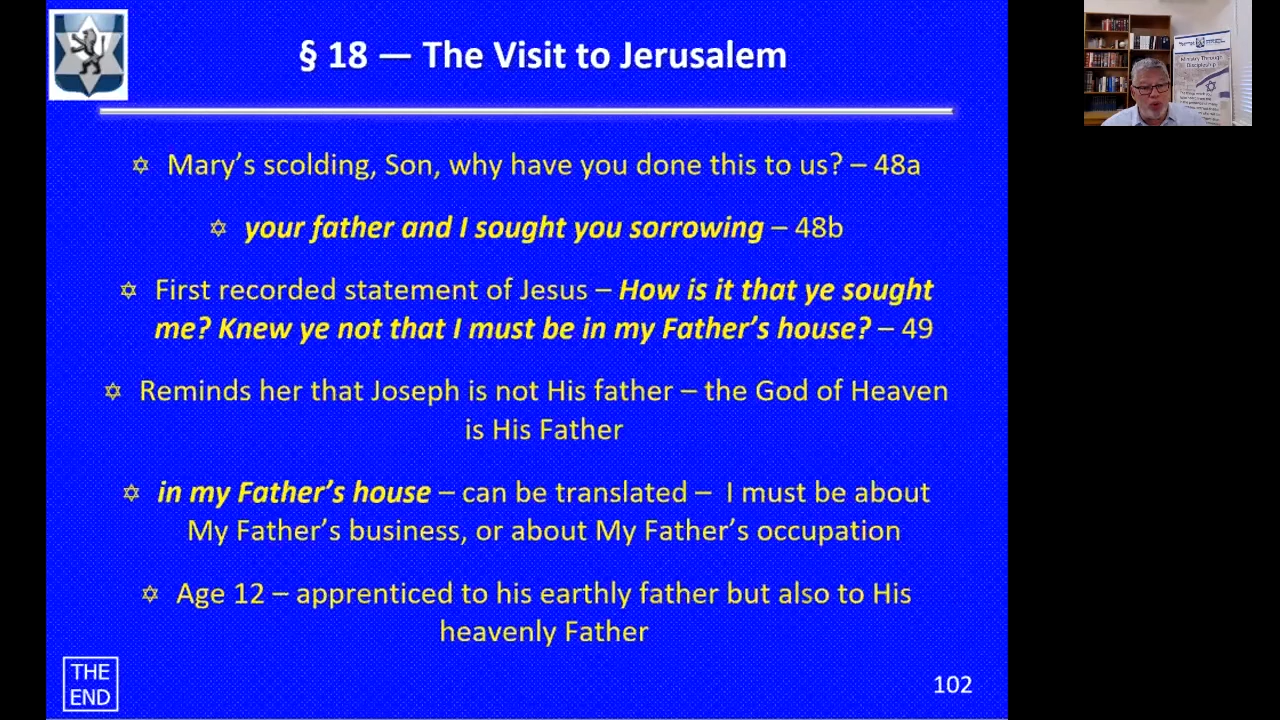 § 18 — The Visit to Jerusalem
✡ Mary's scolding, Son, why have you done this to us? – 48a
✡ your father and I sought you sorrowing – 48b
✡ First recorded statement of Jesus – How is it that ye sought
me? Knew ye not that I must be in my Father's house? – 49
✡ Reminds her that Joseph is not His father – the God of Heaven
is His Father
✡ in my Father's house – can be translated – I must be about
My Father's business, or about My Father's occupation
✡ Age 12 – apprenticed to his earthly father but also to His
heavenly Father
THE
END
102
Ministry Through
Discipleship